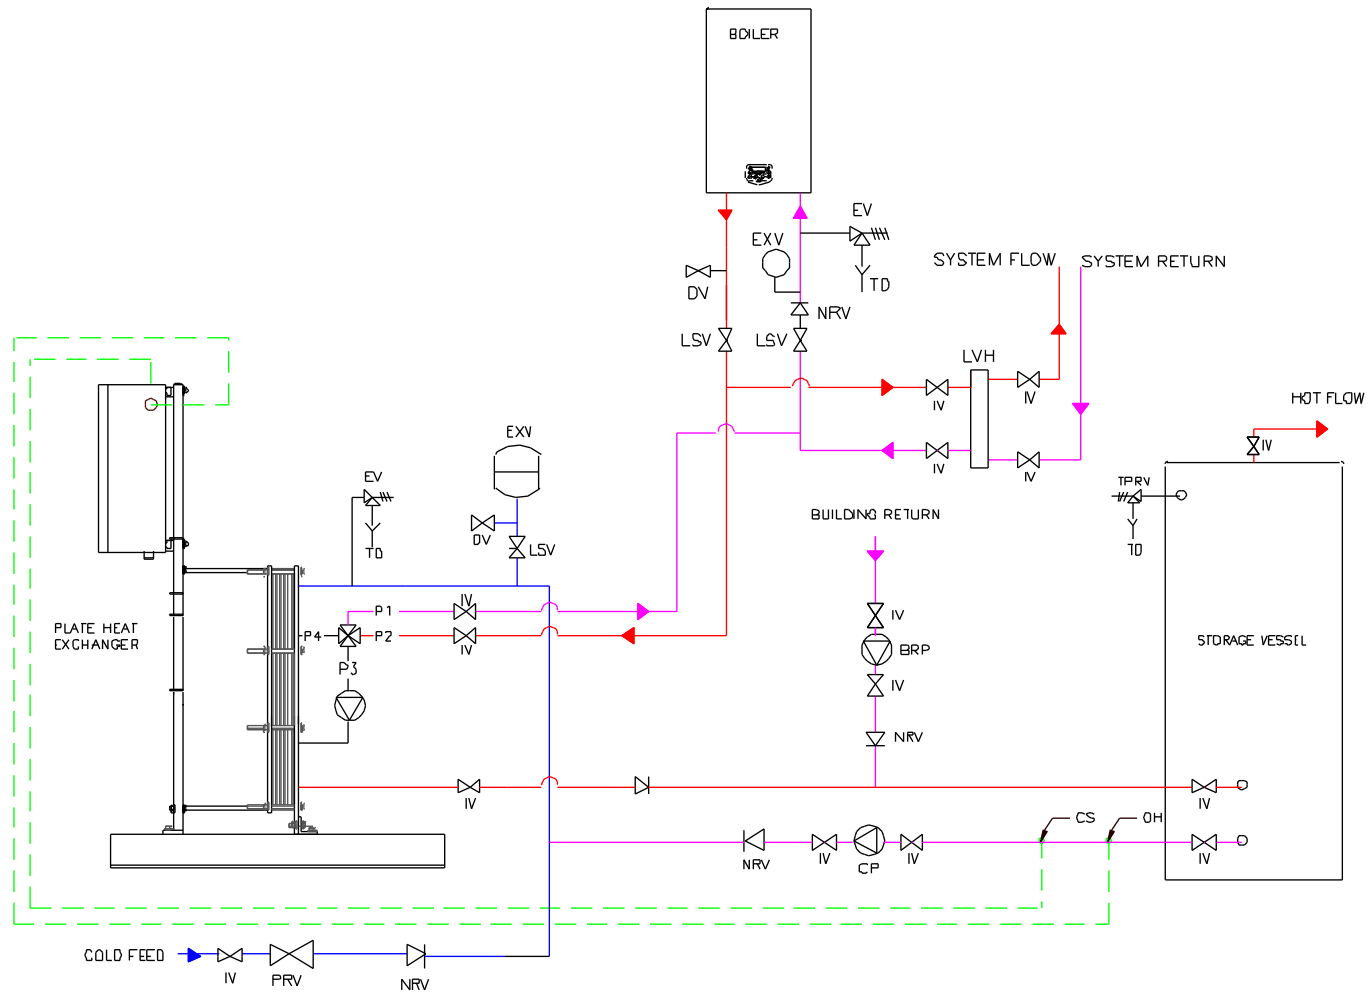 BOILER
EV
EXV
TD
DV
NRV
LSV
LSV
SYSTEM FLOW
SYSTEM RETURN
LVH
IV
IV
IV
IV
HOT FLOW
IV
TPRV
TD
EXV
EV
DV
LSV
TD
BUILDING RETURN
P1
IV
P4
P2
IV
P3
IV
BRP
IV
NRV
PLATE HEAT
EXCHANGER
STORAGE VESSEL
IV
IV
CS
OH
NRV
IV
CP
IV
IV
COLD FEED
IV
PRV
NRV